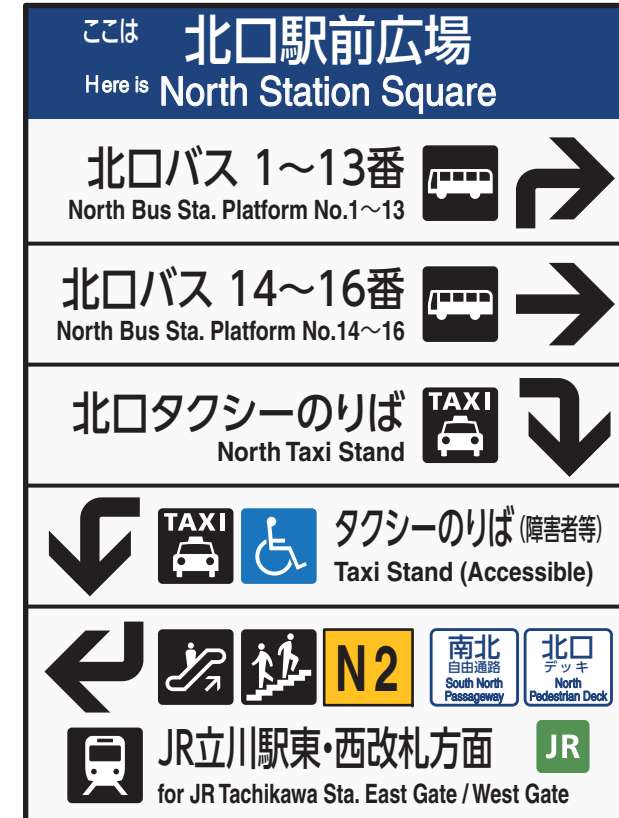 ここは 北口駅前広場
Here is North Station Square
北口バス 1～13番
North Bus Sta. Platform No.1～13
北口バス 14～16番
North Bus Sta. Platform No.14～16
北口タクシーのりば
North Taxi Stand
TAXI
TAXI
タクシーのりば (障害者等)
Taxi Stand (Accessible)
N2
南北
自由通路
South North
Passageway
北口
デッキ
North
Pedestrian Deck
JR立川駅東・西改札方面
for JR Tachikawa Sta. East Gate / West Gate
JR